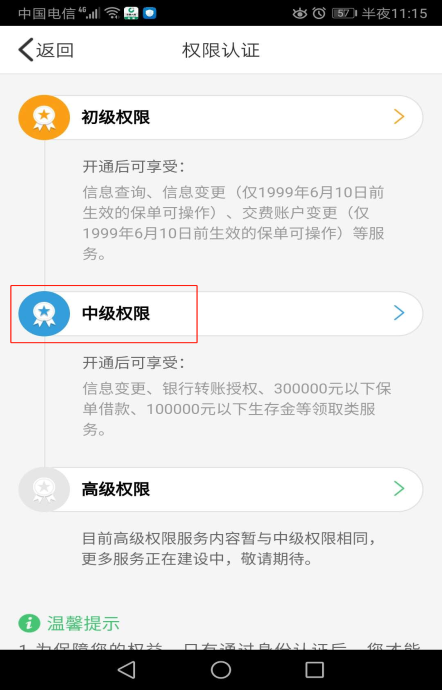 中国电信 4G 57 半夜11:15
返回 权限认证
初级权限
开通后可享受：
信息查询、信息变更（仅1999年6月10日前
生效的保单可操作）、交费账户变更（仅
1999年6月10日前生效的保单可操作）等服
务。
中级权限
开通后可享受：
信息变更、银行转账授权、300000元以下保
单借款、100000元以下生存金等领取类服
务。
高级权限
目前高级权限服务内容暂与中级权限相同，
更多服务正在建设中，敬请期待。
温馨提示
1.为保障您的权益，只有通过身份认证后，您才能